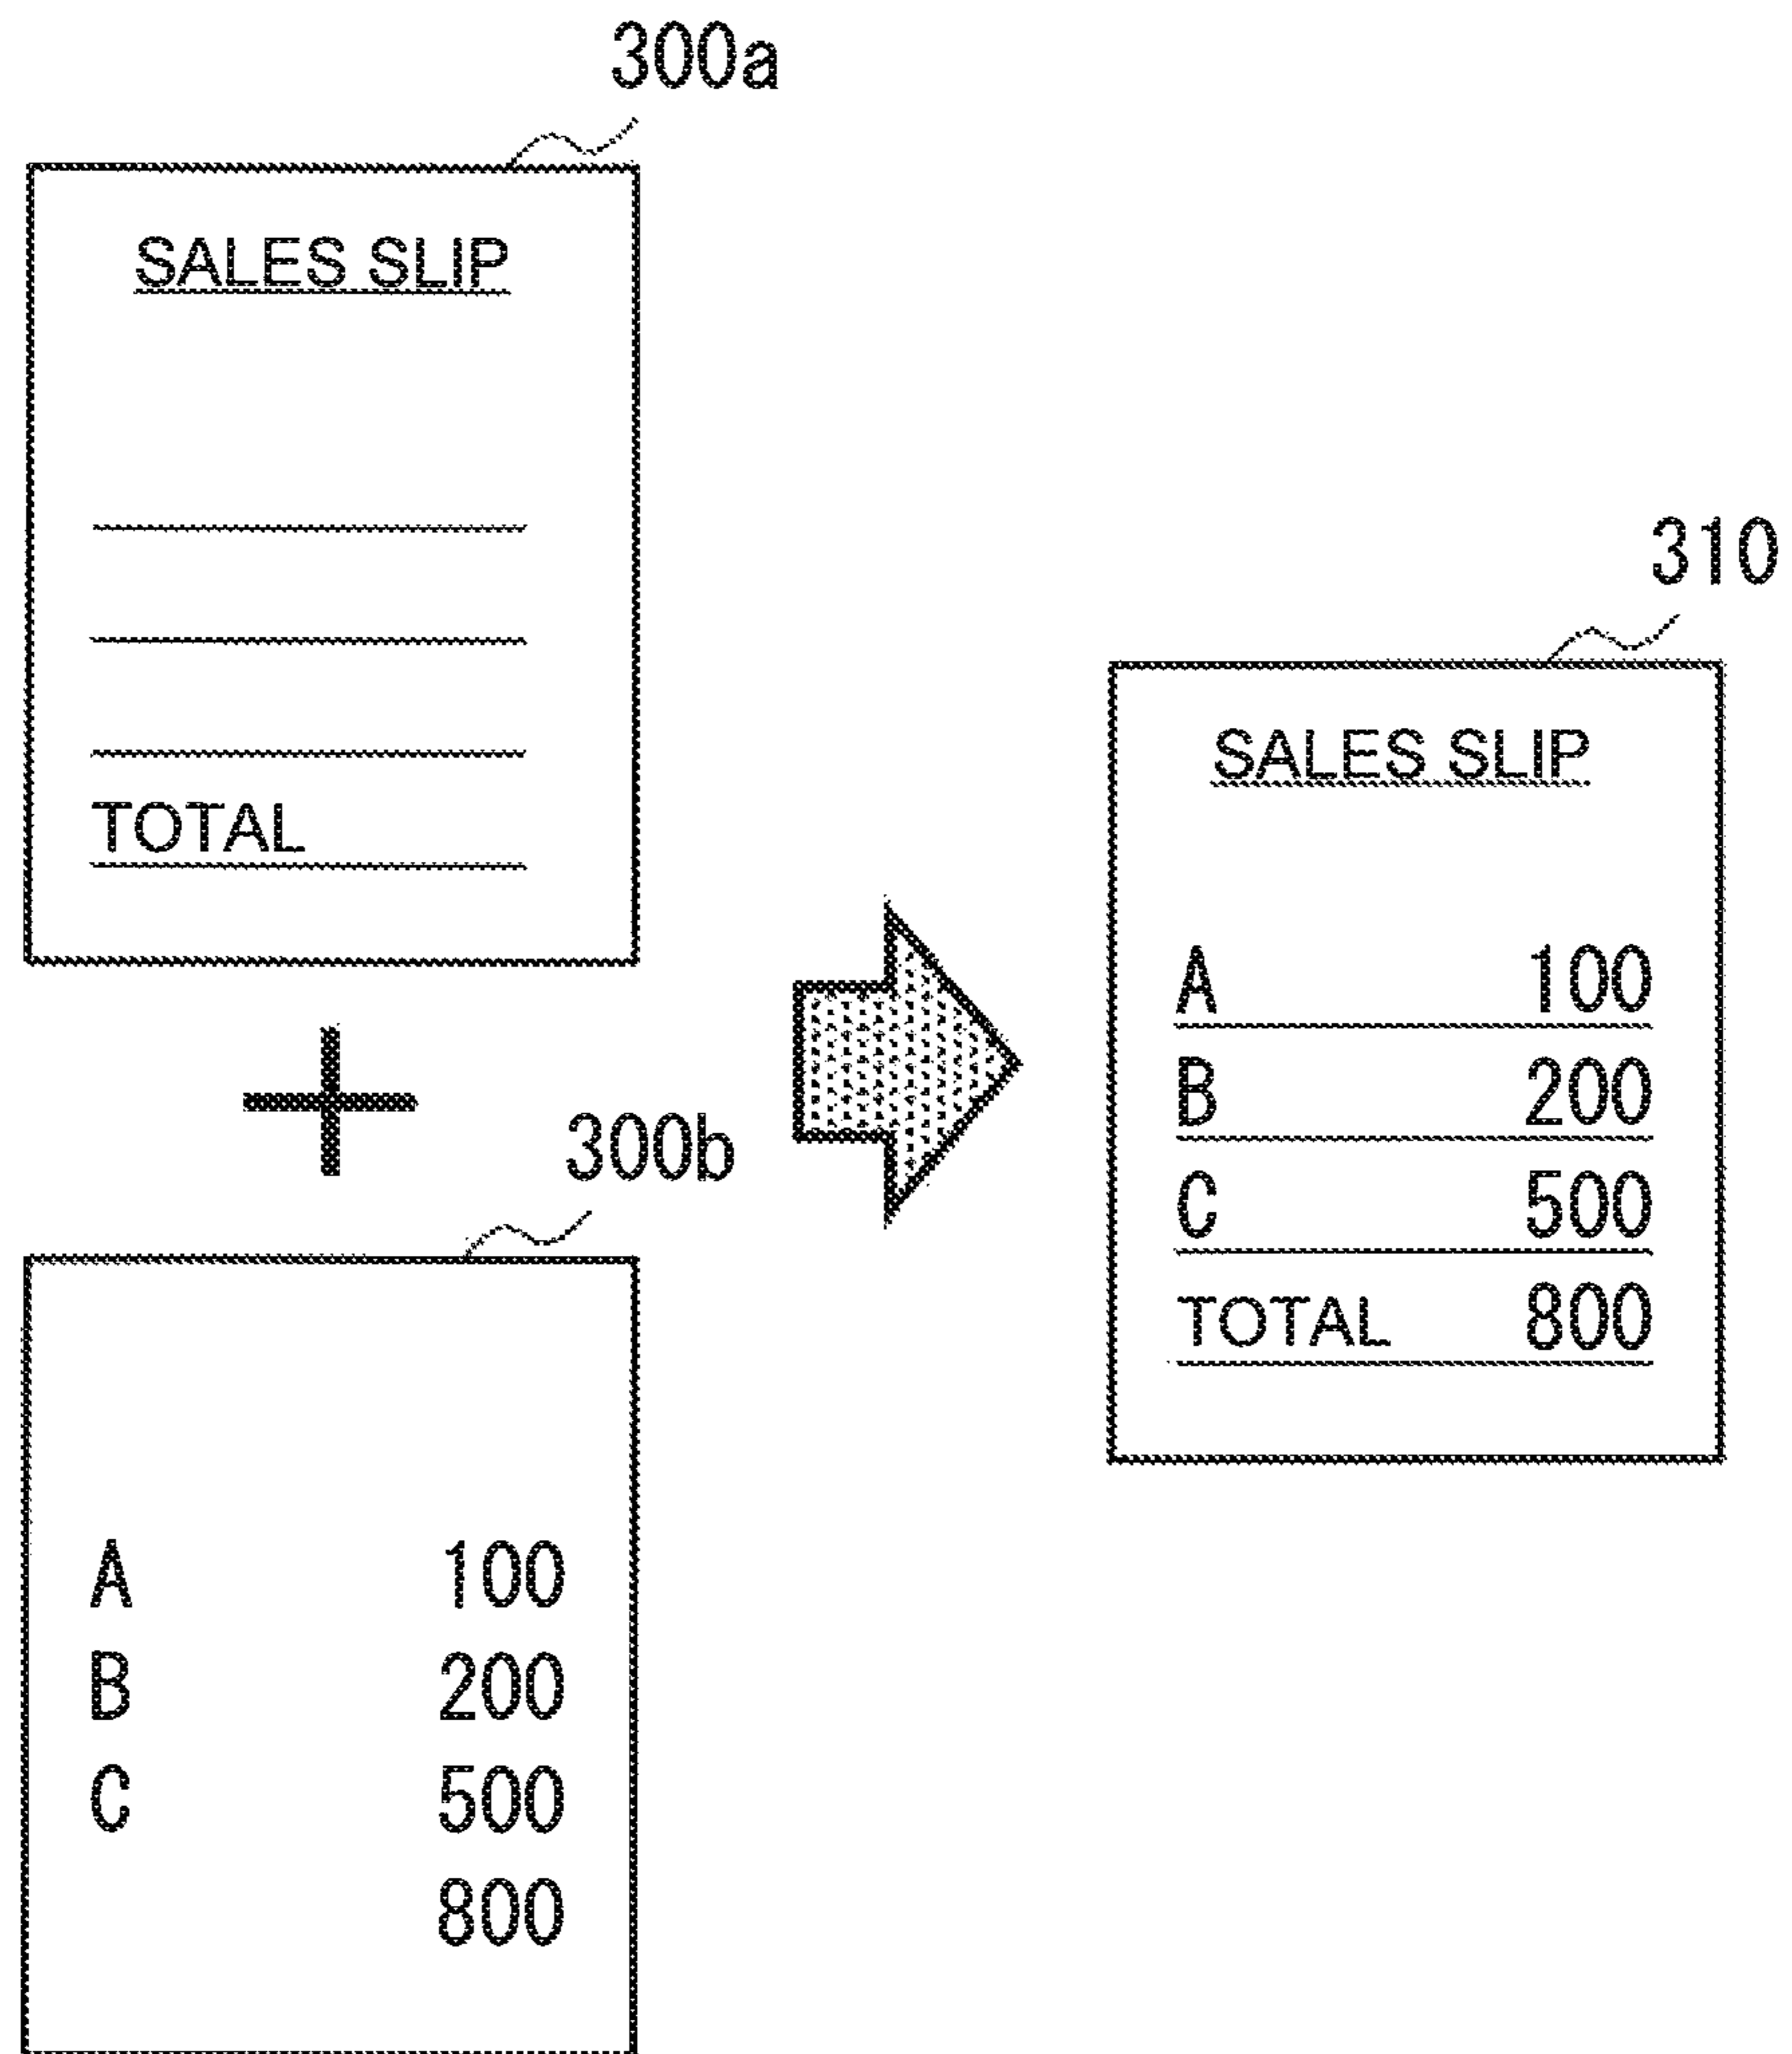 300a
SALES SLIP
TOTAL
300b
A 100
B 200
C 500
800
310
SALES SLIP
A 100
B 200
C 500
TOTAL 800